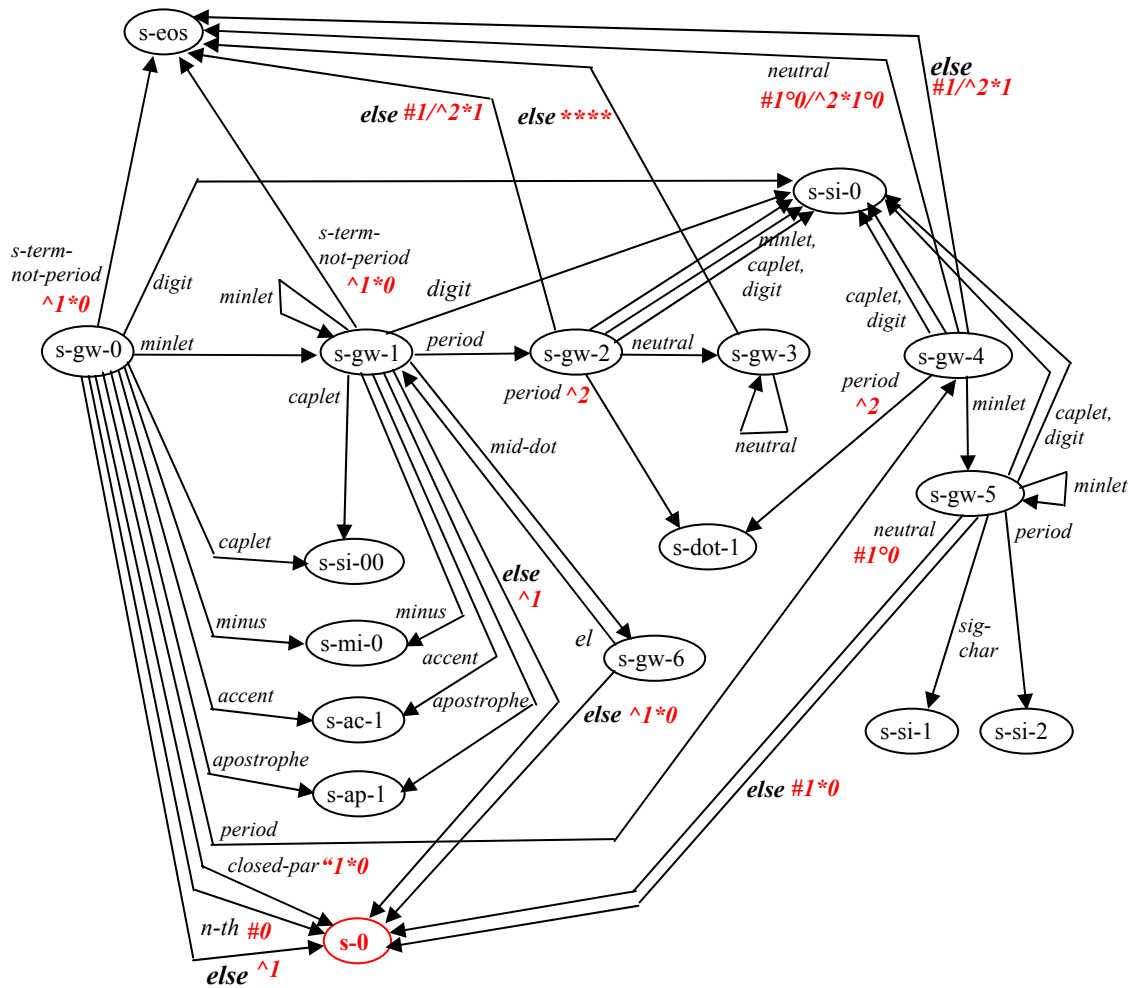 s-eos
neutral
#1°0/^2*1°0
else
#1/^2*1
else #1/^2*1
else ****
s-si-0
s-term-
not-period
^1*0
digit
s-term-
not-period
^1*0
minlet
digit
minlet,
caplet,
digit
caplet,
digit
s-gw-0
minlet
s-gw-1
period
s-gw-2
neutral
s-gw-3
s-gw-4
period ^2
period
^2
minlet
caplet,
digit
caplet
mid-dot
neutral
s-gw-5
minlet
period
neutral
#1°0
caplet
s-si-00
s-dot-1
else
^1
minus
s-mi-0
minus
el
s-gw-6
sig-
char
accent
accent
s-ac-1
apostrophe
else ^1*0
s-si-1
s-si-2
apostrophe
s-ap-1
else #1*0
period
closed-par “1*0
n-th #0
s-0
else ^1